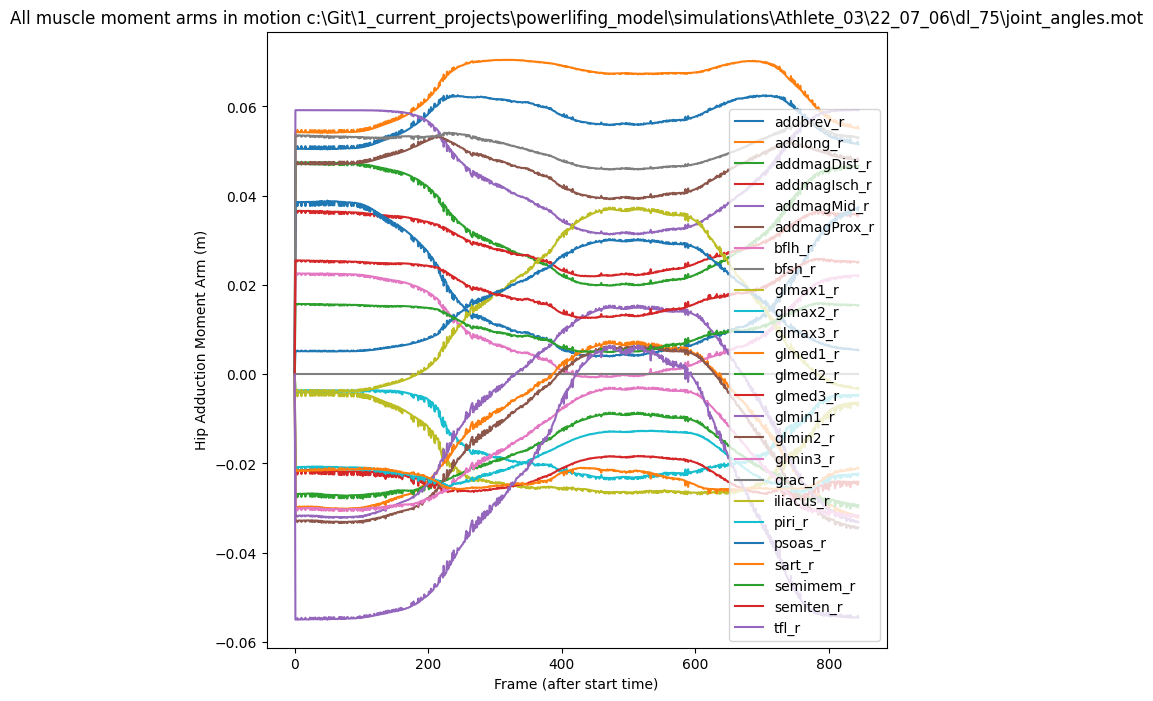 All muscle moment arms in motion c:\Git\1_current_projects\powerlifing_model\simulations\Athlete_03\22_07_06\dl_75\joint_angles.mot
0.06
0.04
0.02
0.00
−0.02
−0.04
−0.06
Hip Adduction Moment Arm (m)
addbrev_r
addlong_r
addmagDist_r
addmagIsch_r
addmagMid_r
addmagProx_r
bflh_r
bfsh_r
glmax1_r
glmax2_r
glmax3_r
glmed1_r
glmed2_r
glmed3_r
glmin1_r
glmin2_r
glmin3_r
grac_r
iliacus_r
piri_r
psoas_r
sart_r
semimem_r
semiten_r
tfl_r
0 200 400 600 800
Frame (after start time)